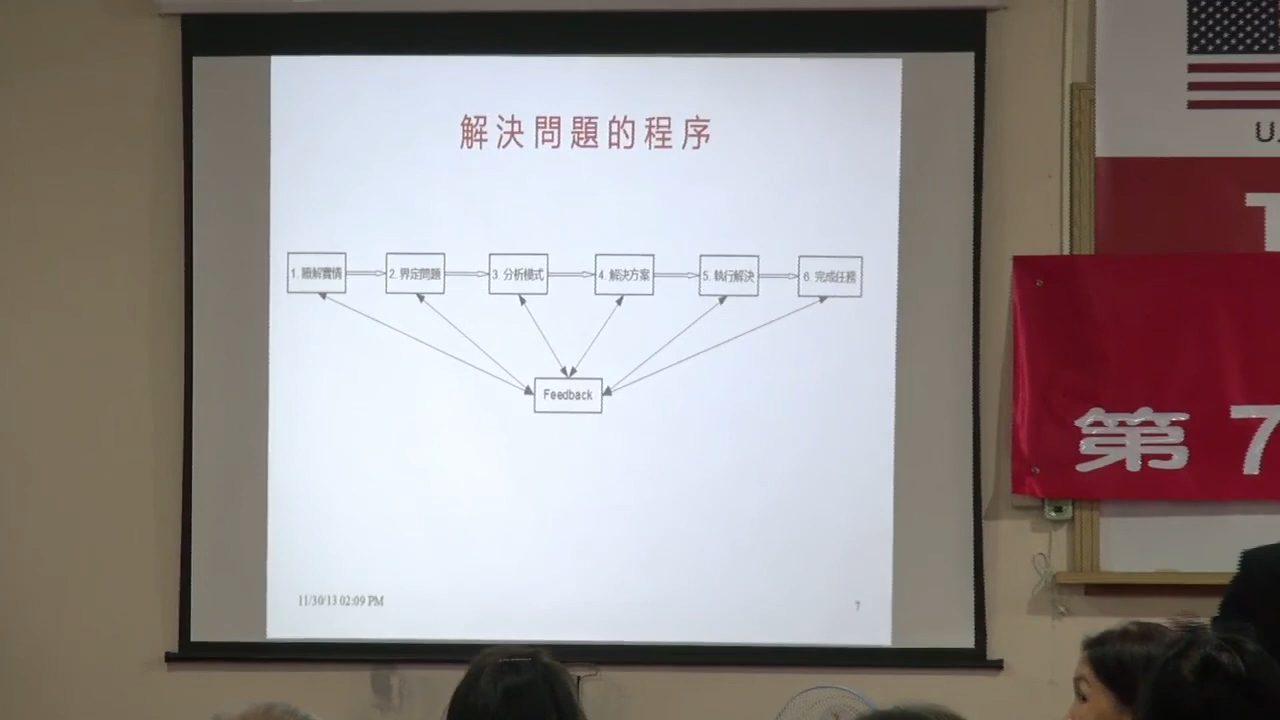 解決問題的程序
1. 瞭解實情
2. 界定問題
3. 分析模式
4. 解決方案
5. 執行解決
6. 完成任務
Feedback
11/30/13 02:09 PM
7
U.
T
第 7